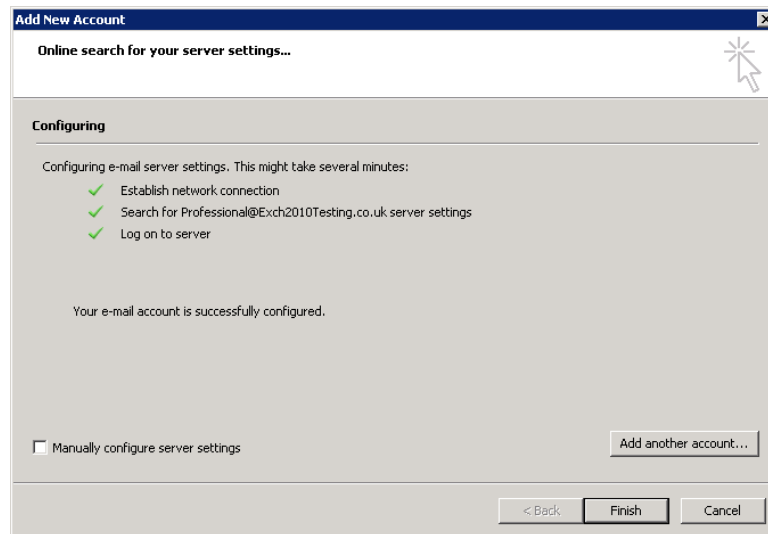 Add New Account
Online search for your server settings...
Configuring
Configuring e-mail server settings. This might take several minutes:
Establish network connection
Search for Professional@Exch2010Testing.co.uk server settings
Log on to server
Your e-mail account is successfully configured.
Manually configure server settings
Add another account...
< Back
Finish
Cancel